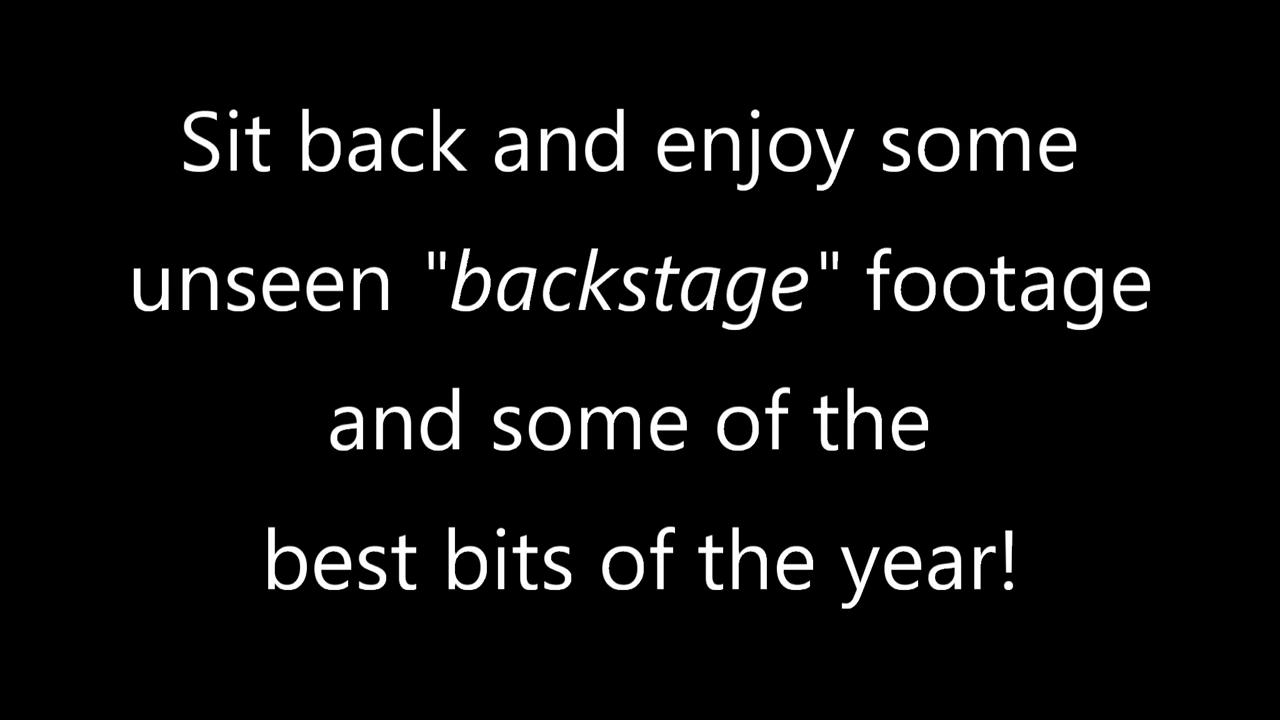 Sit back and enjoy some
unseen "backstage" footage
and some of the
best bits of the year!